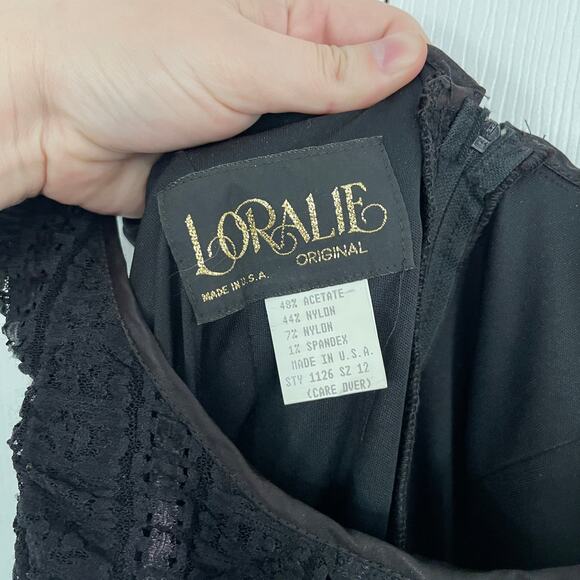 LORALIE
ORIGINAL
MADE IN U.S.A.
48% ACETATE
44% NYLON
7% NYLON
1% SPANDEX
MADE IN U.S.A.
STY 1126 SZ 12
(CARE OVER)